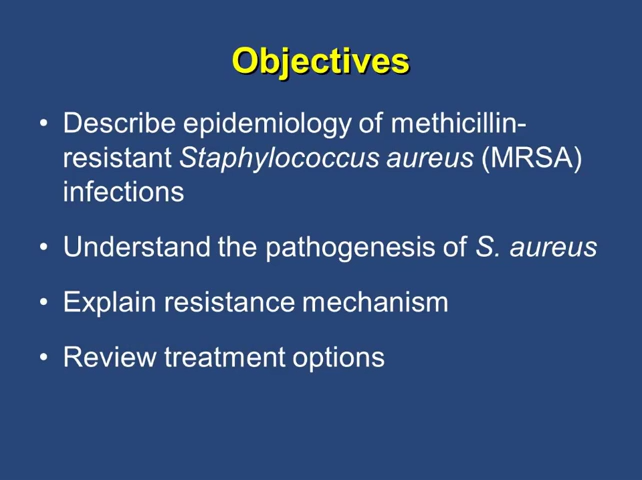 Objectives
• Describe epidemiology of methicillin-
resistant Staphylococcus aureus (MRSA)
infections
• Understand the pathogenesis of S. aureus
• Explain resistance mechanism
• Review treatment options